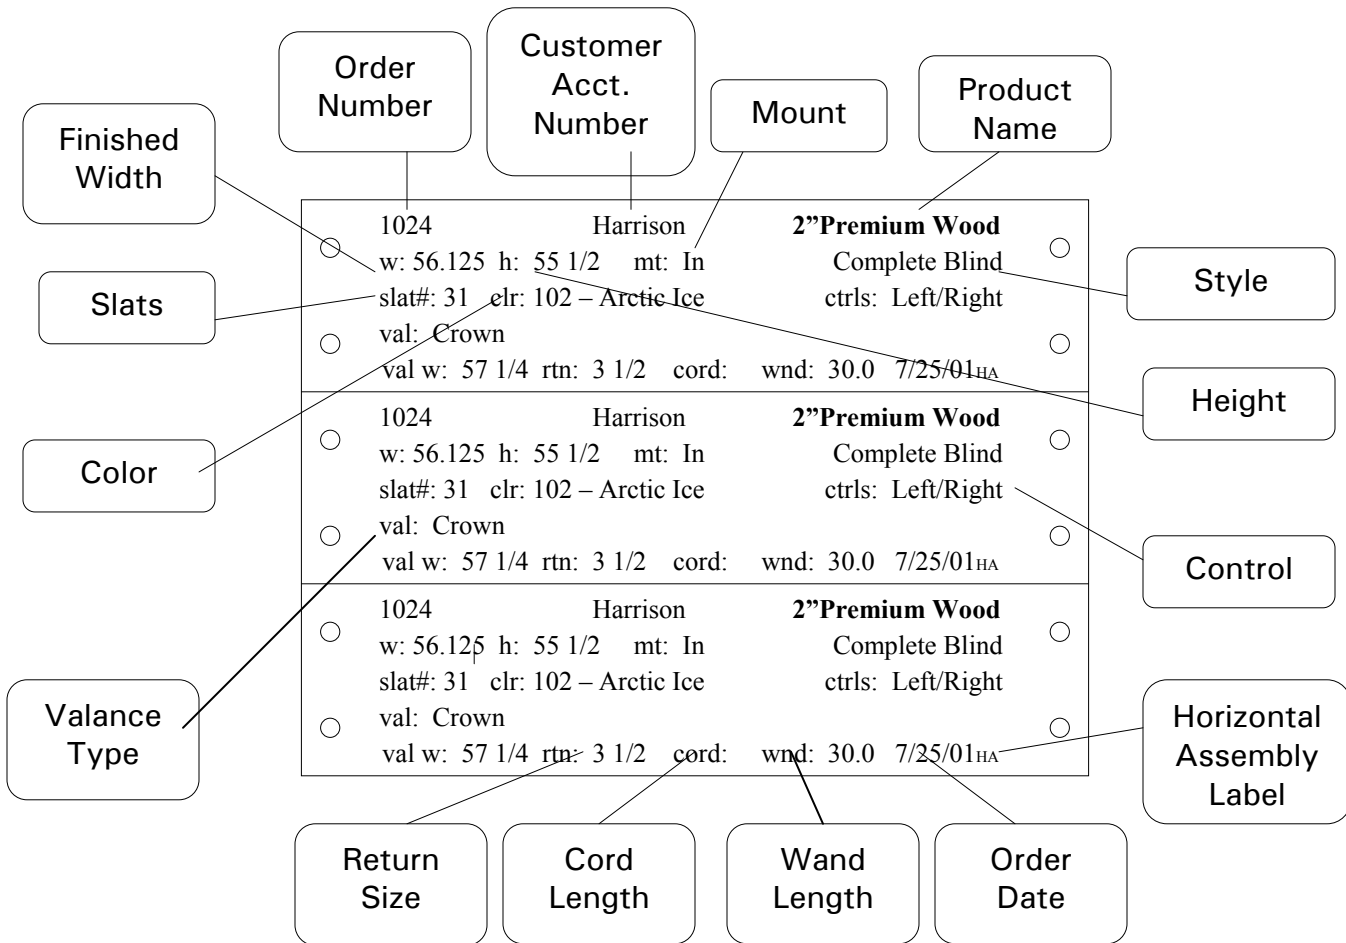 Order
Number
Customer
Acct.
Number
Mount
Product
Name
Finished
Width
Slats
Color
Valance
Type
1024 Harrison 2”Premium Wood
w: 56.125 h: 55 1/2 mt: In Complete Blind
slat#: 31 clr: 102 – Arctic Ice ctrls: Left/Right
val: Crown
val w: 57 1/4 rtn: 3 1/2 cord: wnd: 30.0 7/25/01HA
1024 Harrison 2”Premium Wood
w: 56.125 h: 55 1/2 mt: In Complete Blind
slat#: 31 clr: 102 – Arctic Ice ctrls: Left/Right
val: Crown
val w: 57 1/4 rtn: 3 1/2 cord: wnd: 30.0 7/25/01HA
1024 Harrison 2”Premium Wood
w: 56.125 h: 55 1/2 mt: In Complete Blind
slat#: 31 clr: 102 – Arctic Ice ctrls: Left/Right
val: Crown
val w: 57 1/4 rtn: 3 1/2 cord: wnd: 30.0 7/25/01HA
Style
Height
Control
Horizontal
Assembly
Label
Return
Size
Cord
Length
Wand
Length
Order
Date